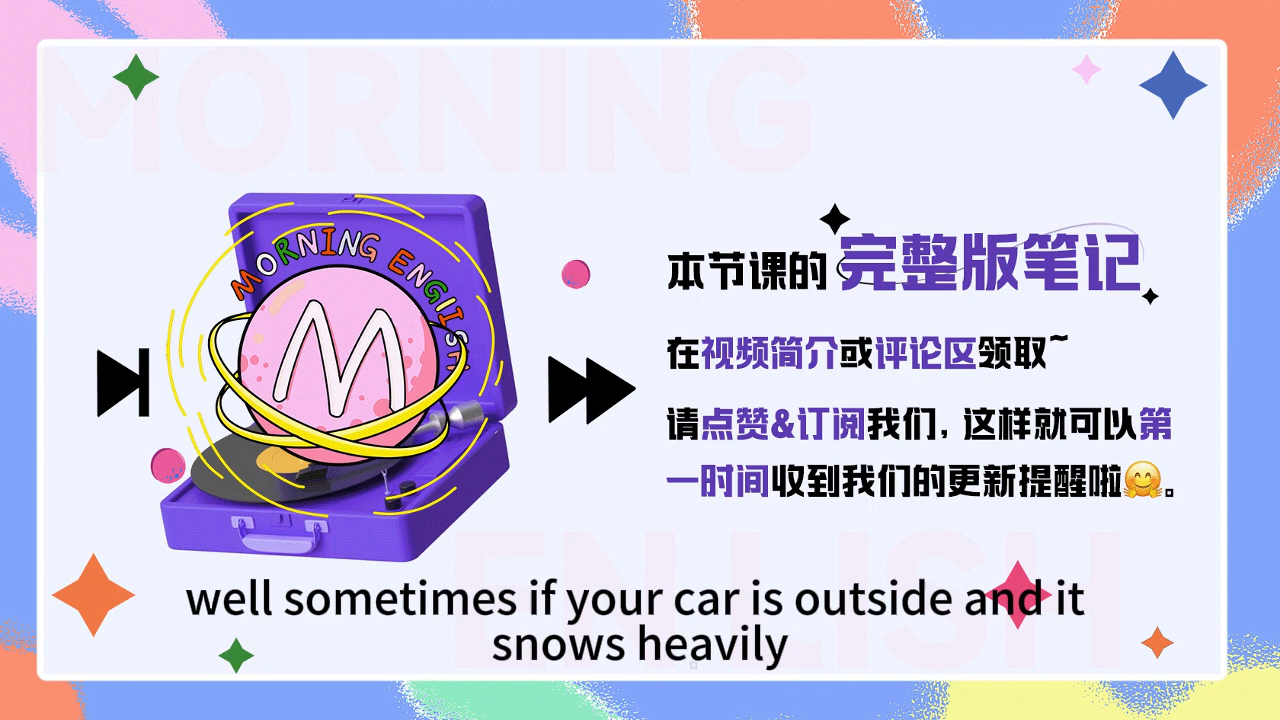 MORNING
MORNING ENGLISH
M
本节课的 完整版笔记
在视频简介或评论区领取~
请点赞&订阅我们，这样就可以第
一时间收到我们的更新提醒啦🤗。
ENLISH
well sometimes if your car is outside and it
snows heavily